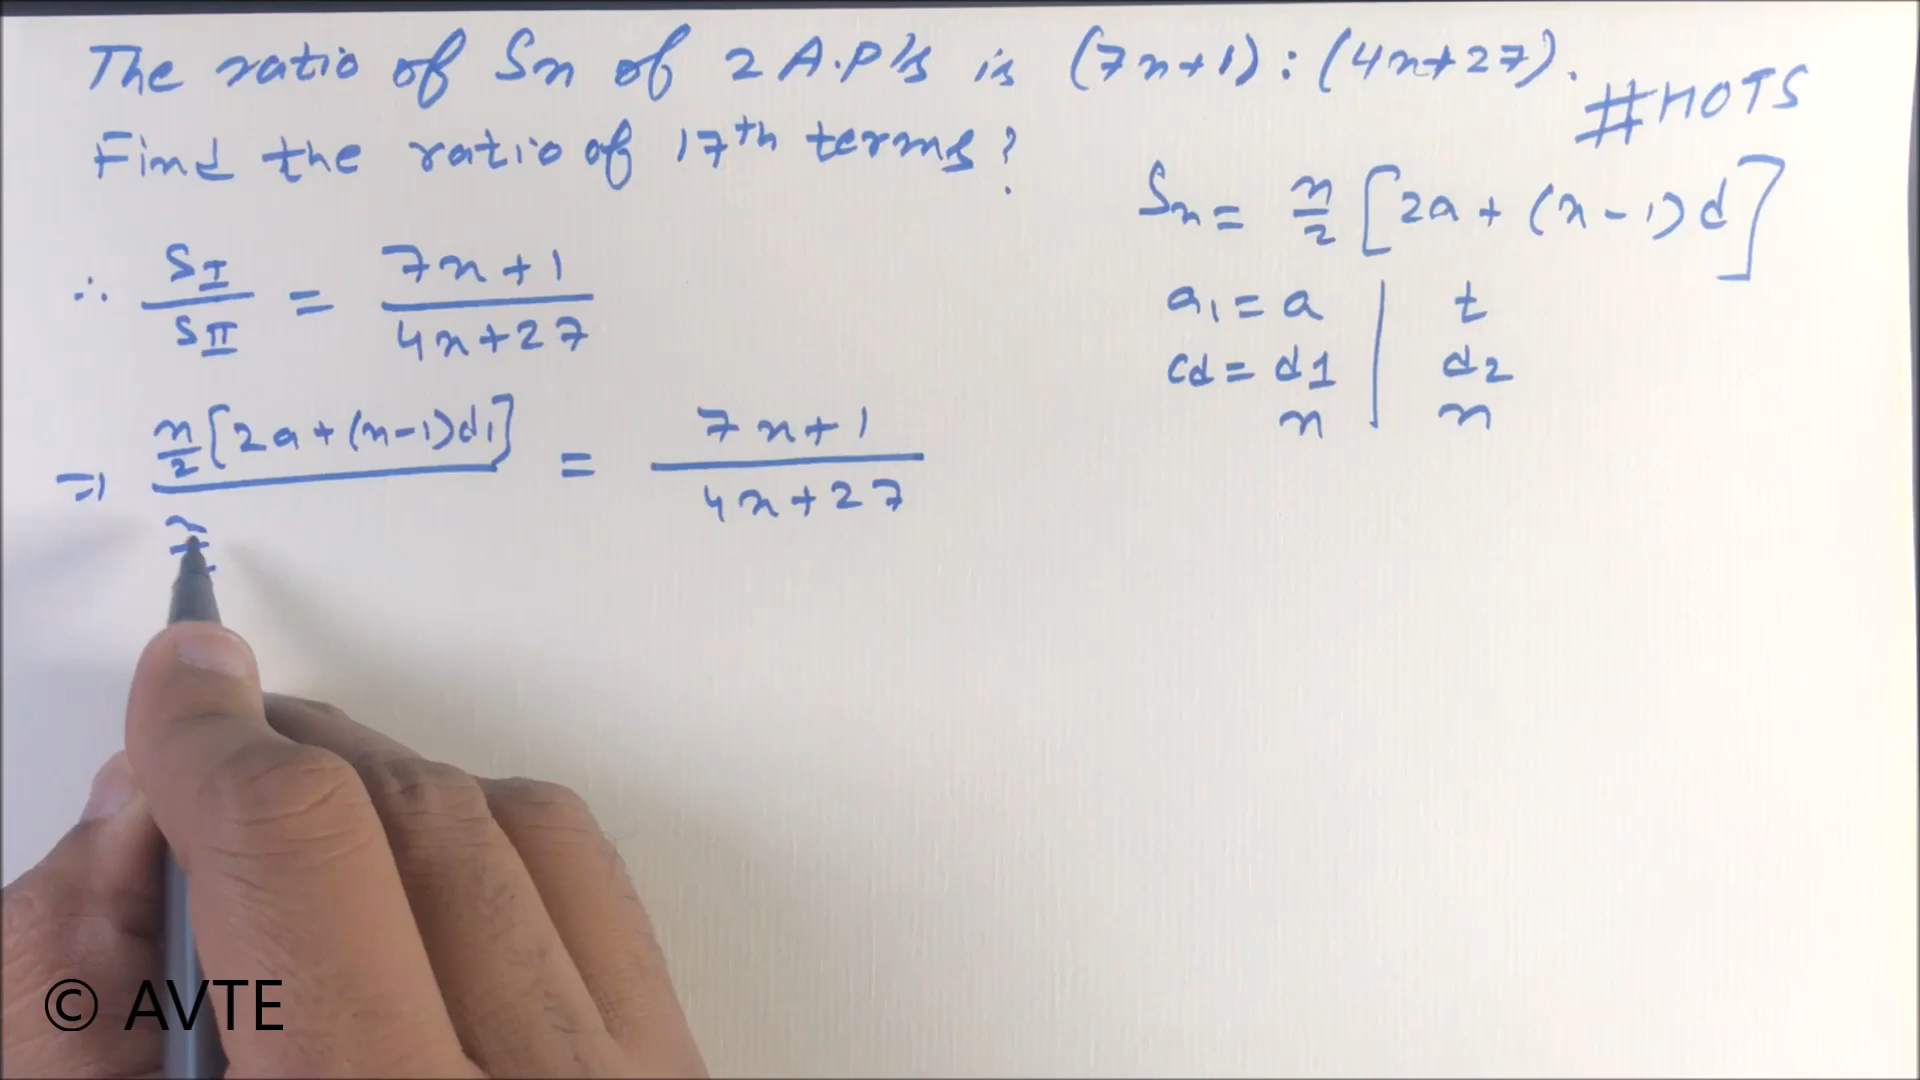 The ratio of Sn of 2 A.P's is (7n+1) : (4n+27).
#HOTS
Find the ratio of 17th terms?
Sn = n/2 [2a + (n-1)d]
∴ SI/SII = (7n+1)/(4n+27)
a1 = a | t
cd = d1 | d2
n | n
⇒ n/2[2a+(n-1)d1] = 7n+1
n/2 4n+27
© AVTE